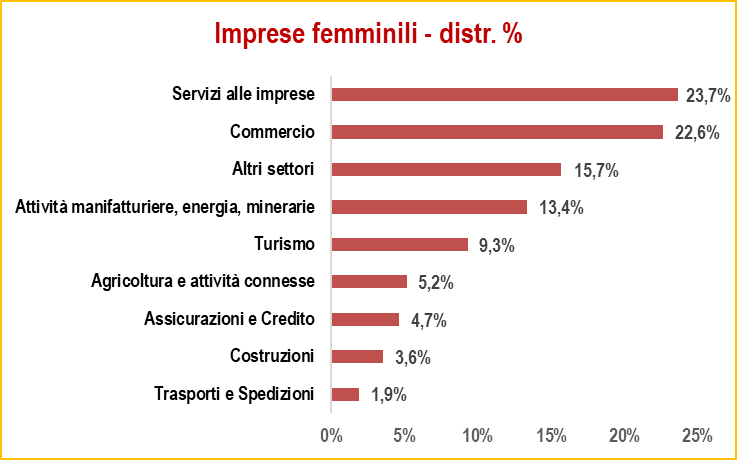 Imprese femminili - distr. %
Servizi alle imprese 23,7%
Commercio 22,6%
Altri settori 15,7%
Attività manifatturiere, energia, minerarie 13,4%
Turismo 9,3%
Agricoltura e attività connesse 5,2%
Assicurazioni e Credito 4,7%
Costruzioni 3,6%
Trasporti e Spedizioni 1,9%
0% 5% 10% 15% 20% 25%